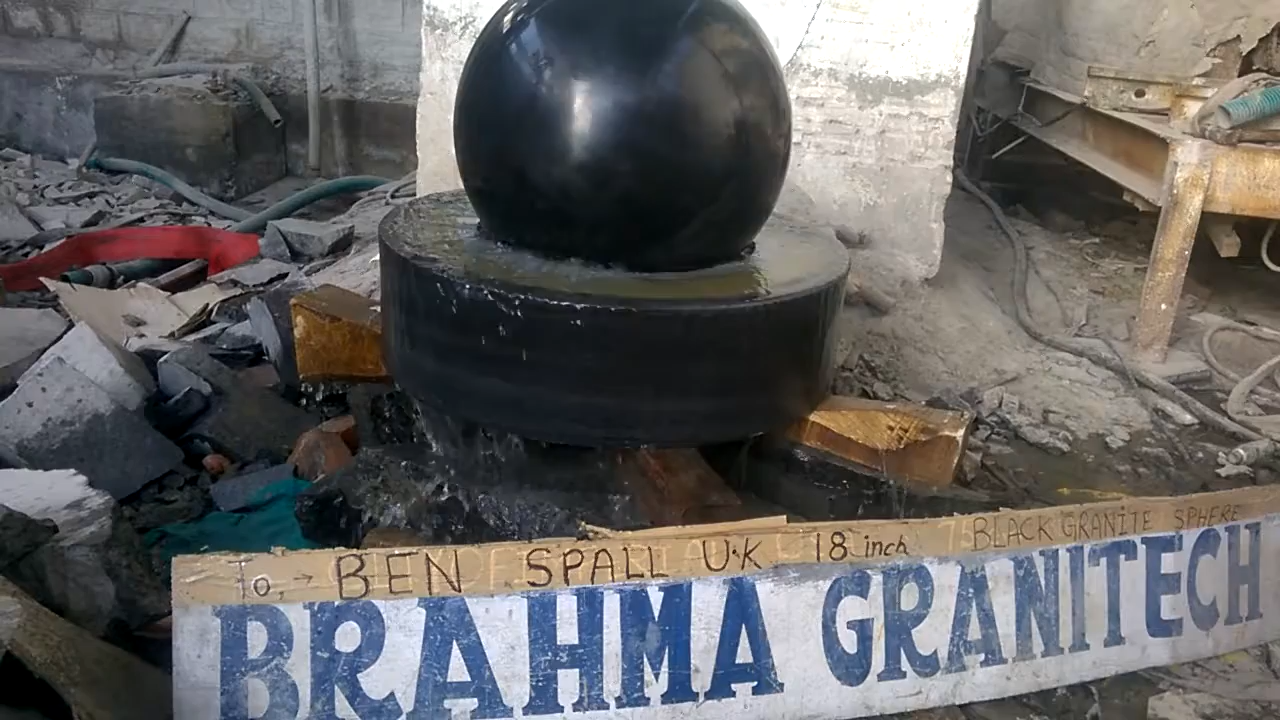 To, → BEN SPALL U.K 18 inch BLACK GRANITE SPHERE
BRAHMA GRANITECH